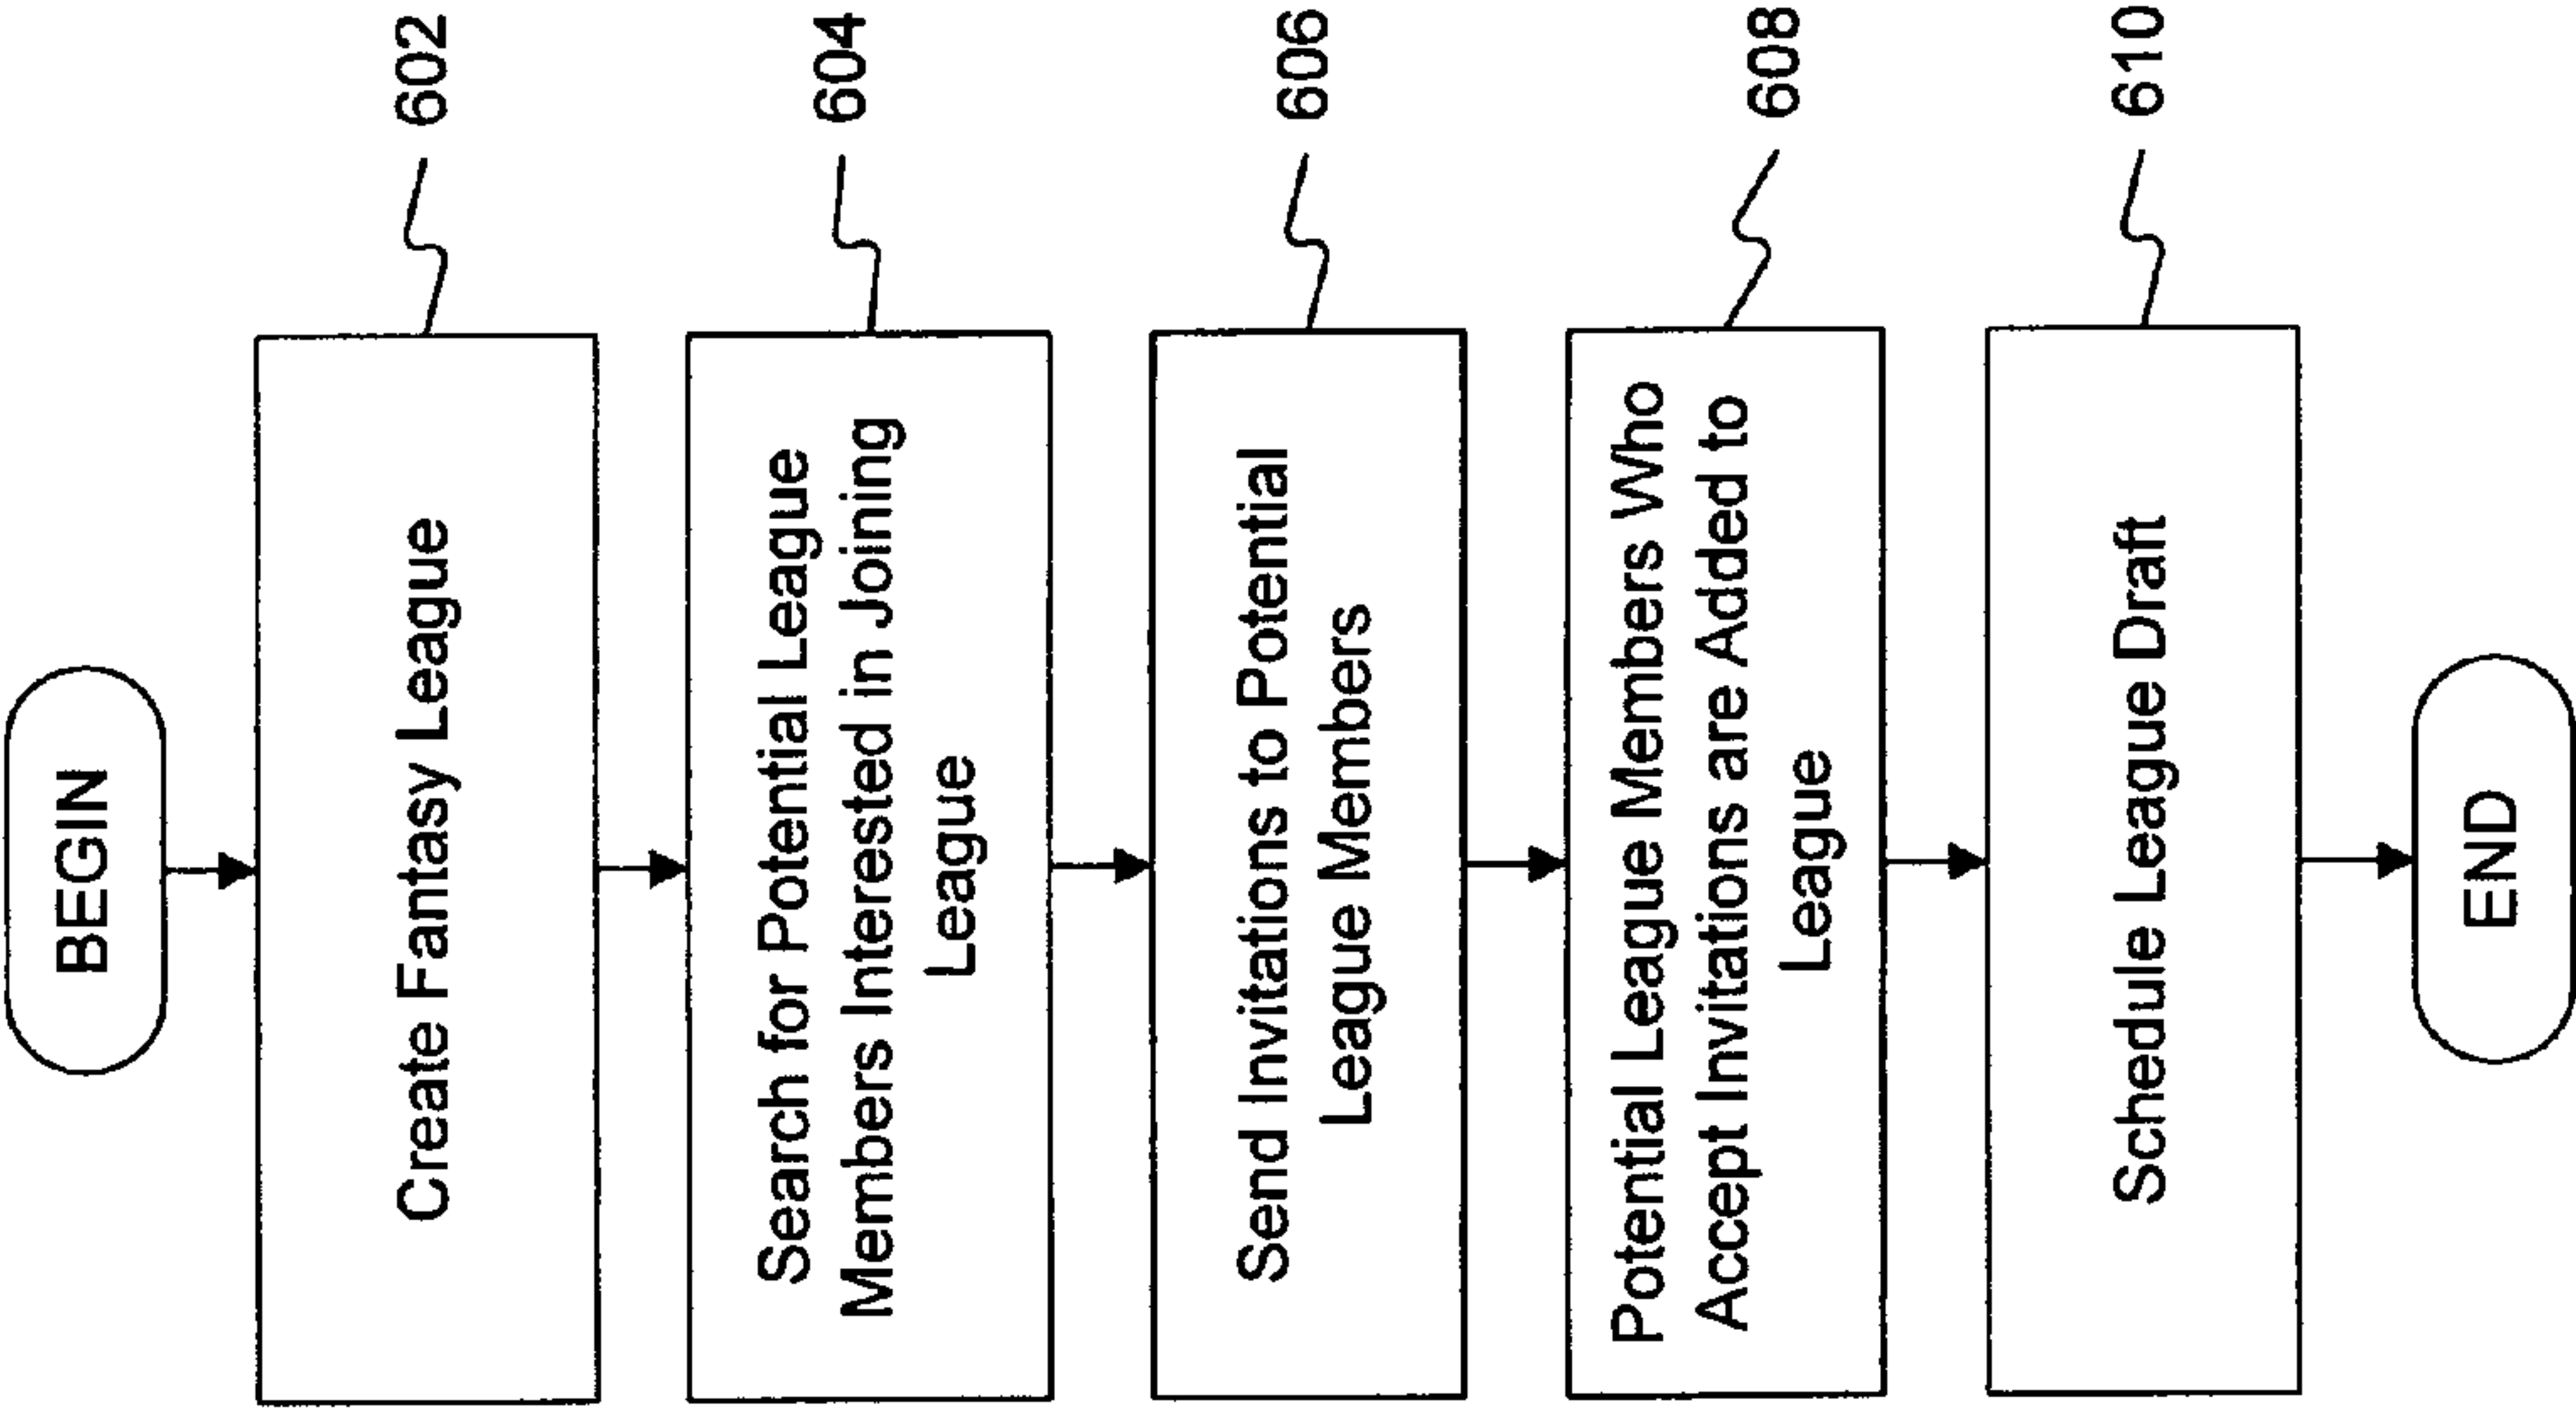 BEGIN
Create Fantasy League
602
Search for Potential League
Members Interested in Joining
League
604
Send Invitations to Potential
League Members
606
Potential League Members Who
Accept Invitations are Added to
League
608
Schedule League Draft
610
END